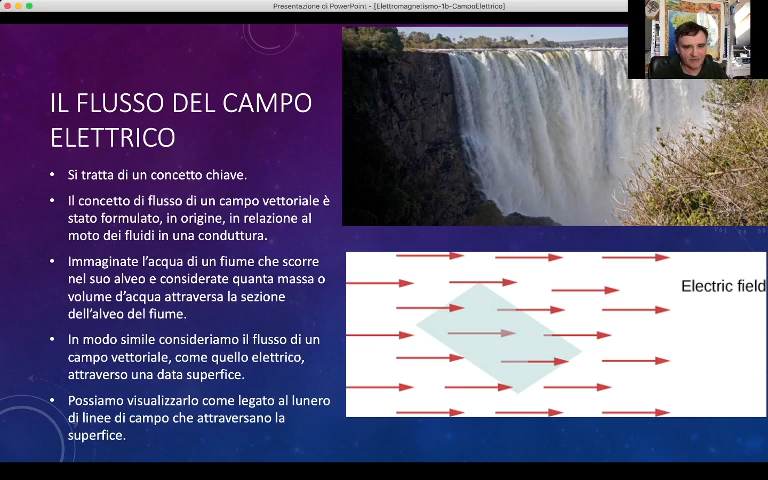 Presentazione di PowerPoint - [Elettromagnetismo-1b-CampoElettrico]
IL FLUSSO DEL CAMPO
ELETTRICO
• Si tratta di un concetto chiave.
• Il concetto di flusso di un campo vettoriale è
stato formulato, in origine, in relazione al
moto dei fluidi in una conduttura.
• Immaginate l'acqua di un fiume che scorre
nel suo alveo e considerate quanta massa o
volume d'acqua attraversa la sezione
dell'alveo del fiume.
• In modo simile consideriamo il flusso di un
campo vettoriale, come quello elettrico,
attraverso una data superfice.
• Possiamo visualizzarlo come legato al lunero
di linee di campo che attraversano la
superfice.
Electric field